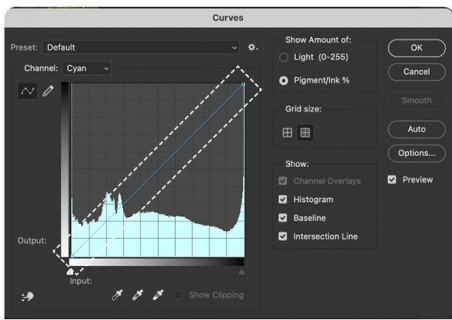 Curves
Preset: Default
Channel: Cyan
Output:
Input:
Show Clipping
Show Amount of:
Light (0-255)
Pigment/Ink %
Grid size:
Show:
Channel Overlays
Histogram
Baseline
Intersection Line
OK
Cancel
Smooth
Auto
Options...
Preview